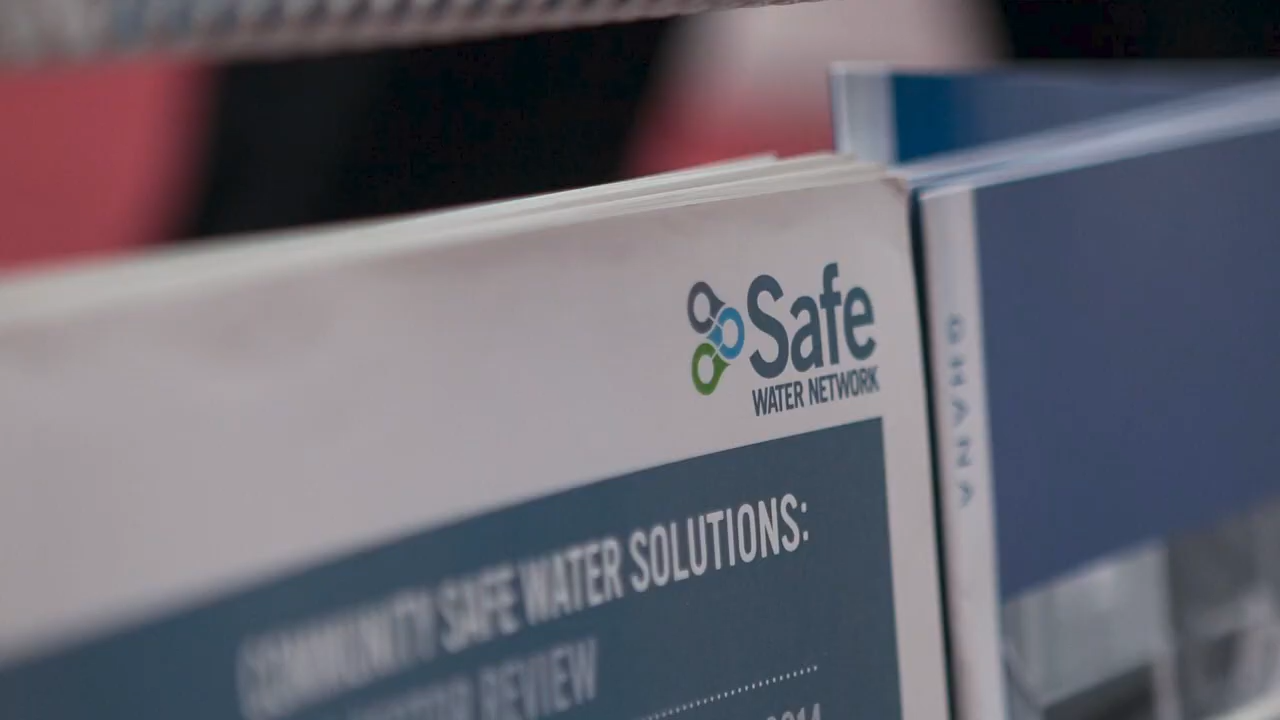 Safe
WATER NETWORK
COMMUNITY SAFE WATER SOLUTIONS:
REVIEW
GHANA